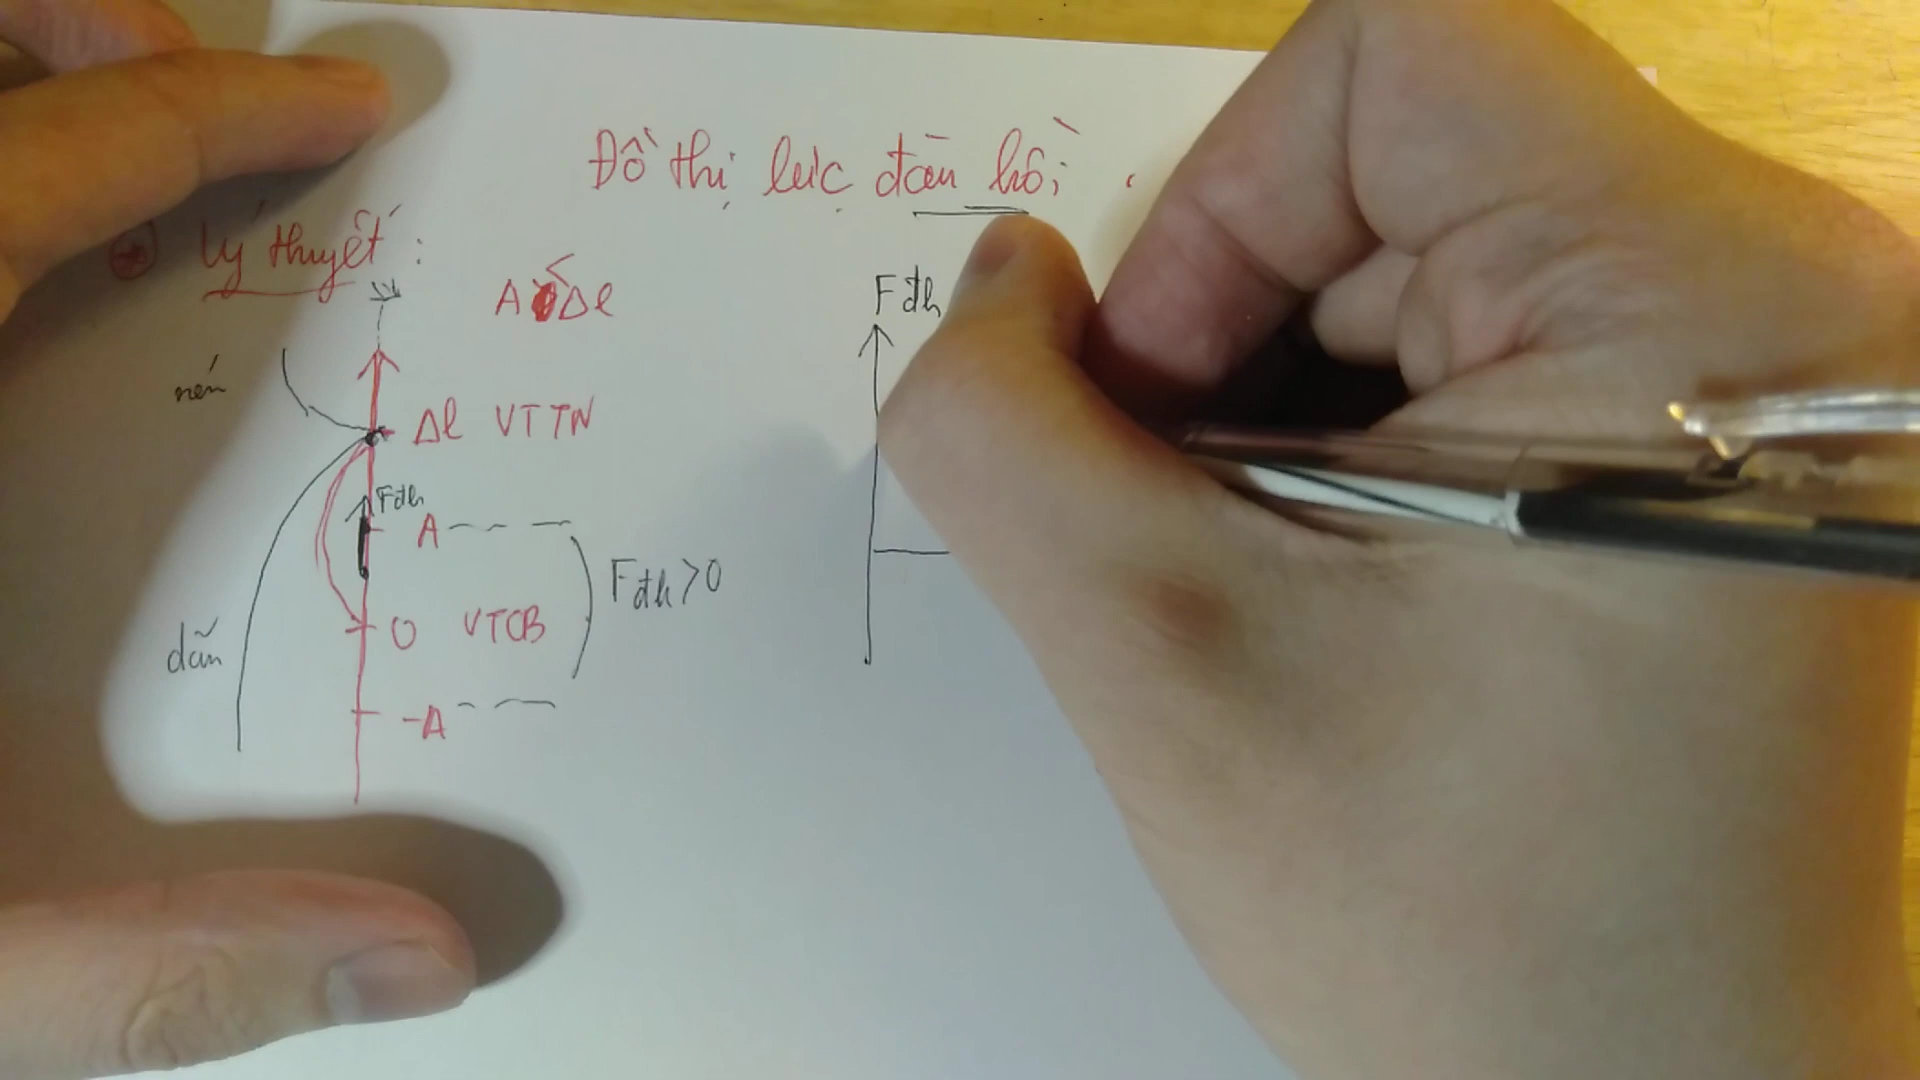 Đồ thị lực đàn hồi.
Lý thuyết:
A < Δl
Fđh
nén
Δl VTTN
Fđh
A
Fđh>0
O VTCB
dãn
-A